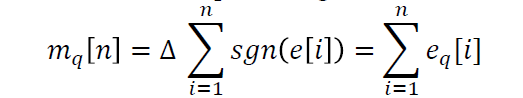 m_q[n] = Δ ∑_{i=1}^{n} sgn(e[i]) = ∑_{i=1}^{n} e_q[i]